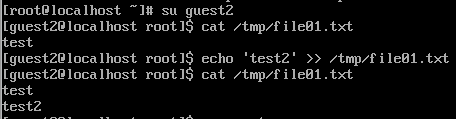 [root@localhost ~]# su guest2
[guest2@localhost root]$ cat /tmp/file01.txt
test
[guest2@localhost root]$ echo 'test2' >> /tmp/file01.txt
[guest2@localhost root]$ cat /tmp/file01.txt
test
test2